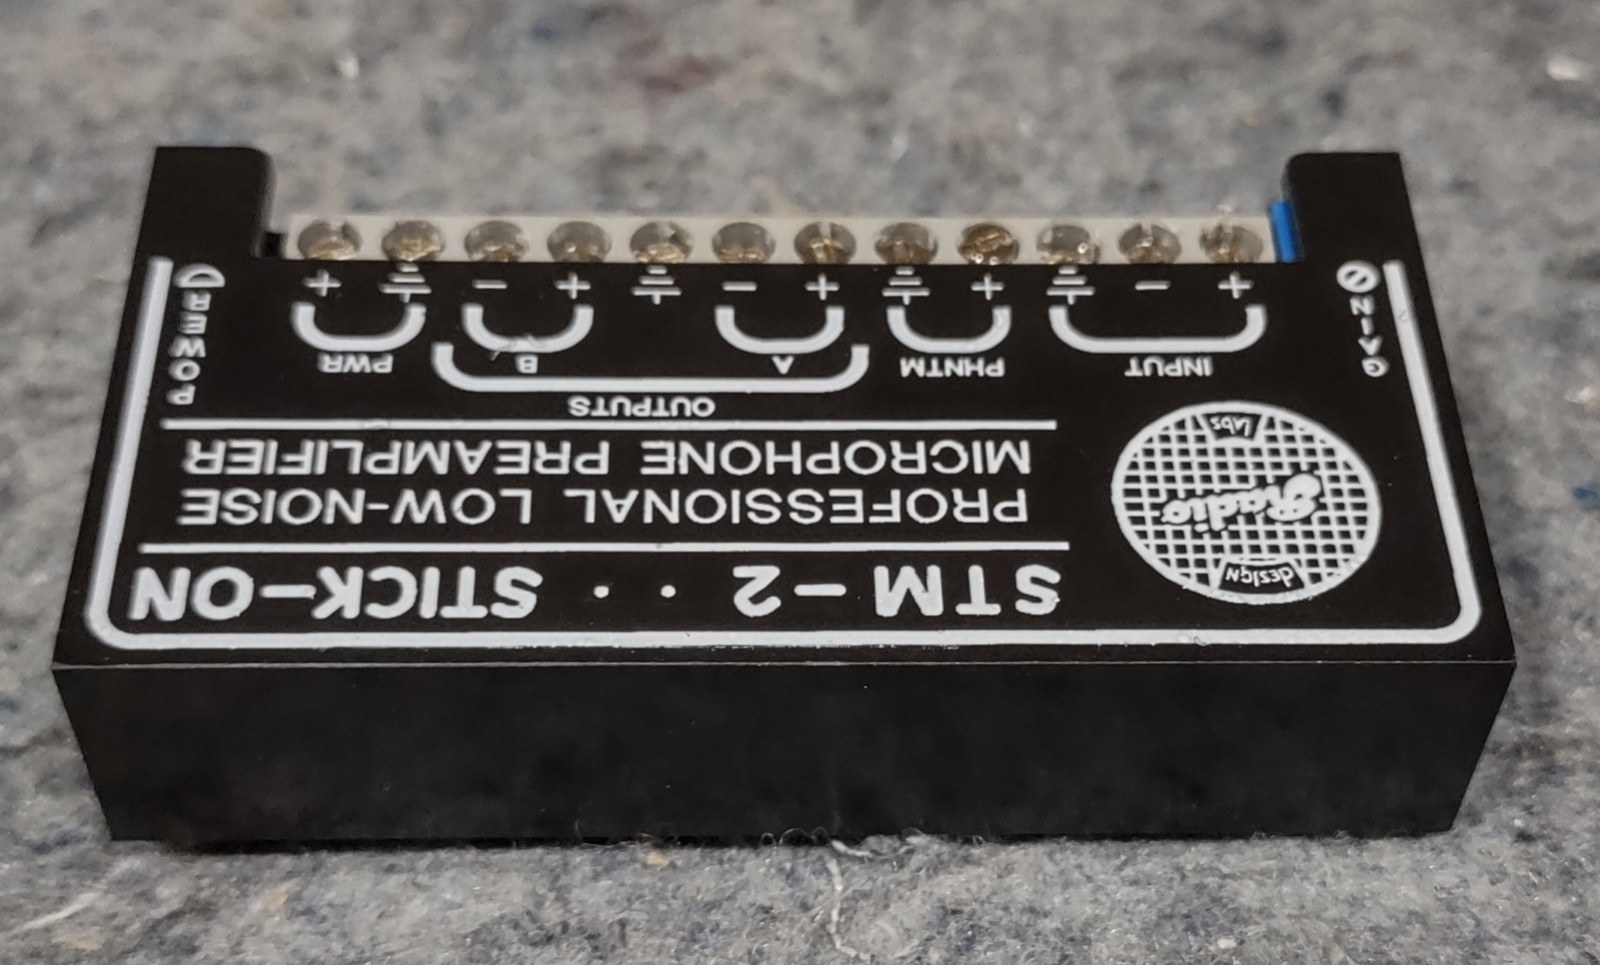 STM-2 . . STICK-ON
Radio
design
labs
PROFESSIONAL LOW-NOISE
MICROPHONE PREAMPLIFIER
OUTPUTS
GAIN
INPUT PHNTM A B PWR
POWER
+ - ⏚ + ⏚ + - ⏚ + - ⏚ +